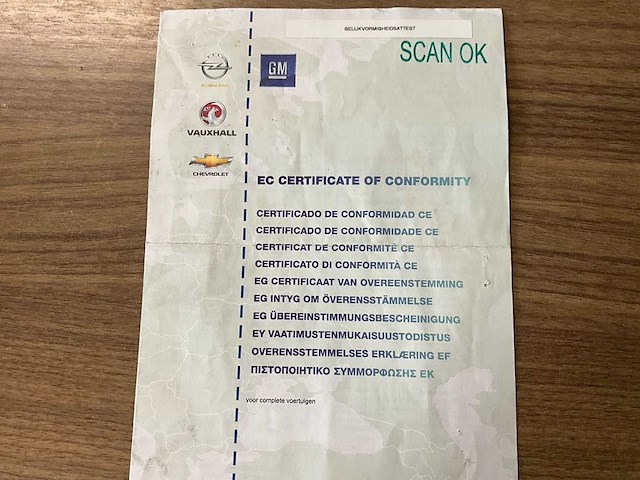 GELIJKVORMIGHEIDSATTEST
SCAN OK
GM
VAUXHALL
CHEVROLET
EC CERTIFICATE OF CONFORMITY
CERTIFICADO DE CONFORMIDAD CE
CERTIFICADO DE CONFORMIDADE CE
CERTIFICAT DE CONFORMITÉ CE
CERTIFICATO DI CONFORMITÀ CE
EG CERTIFICAAT VAN OVEREENSTEMMING
EG INTYG OM ÖVERENSSTÄMMELSE
EG ÜBEREINSTIMMUNGSBESCHEINIGUNG
EY VAATIMUSTENMUKAISUUSTODISTUS
OVERENSSTEMMELSES ERKLÆRING EF
ΠΙΣΤΟΠΟΙΗΤΙΚΟ ΣΥΜΜΟΡΦΩΣΗΣ ΕΚ
voor complete voertuigen